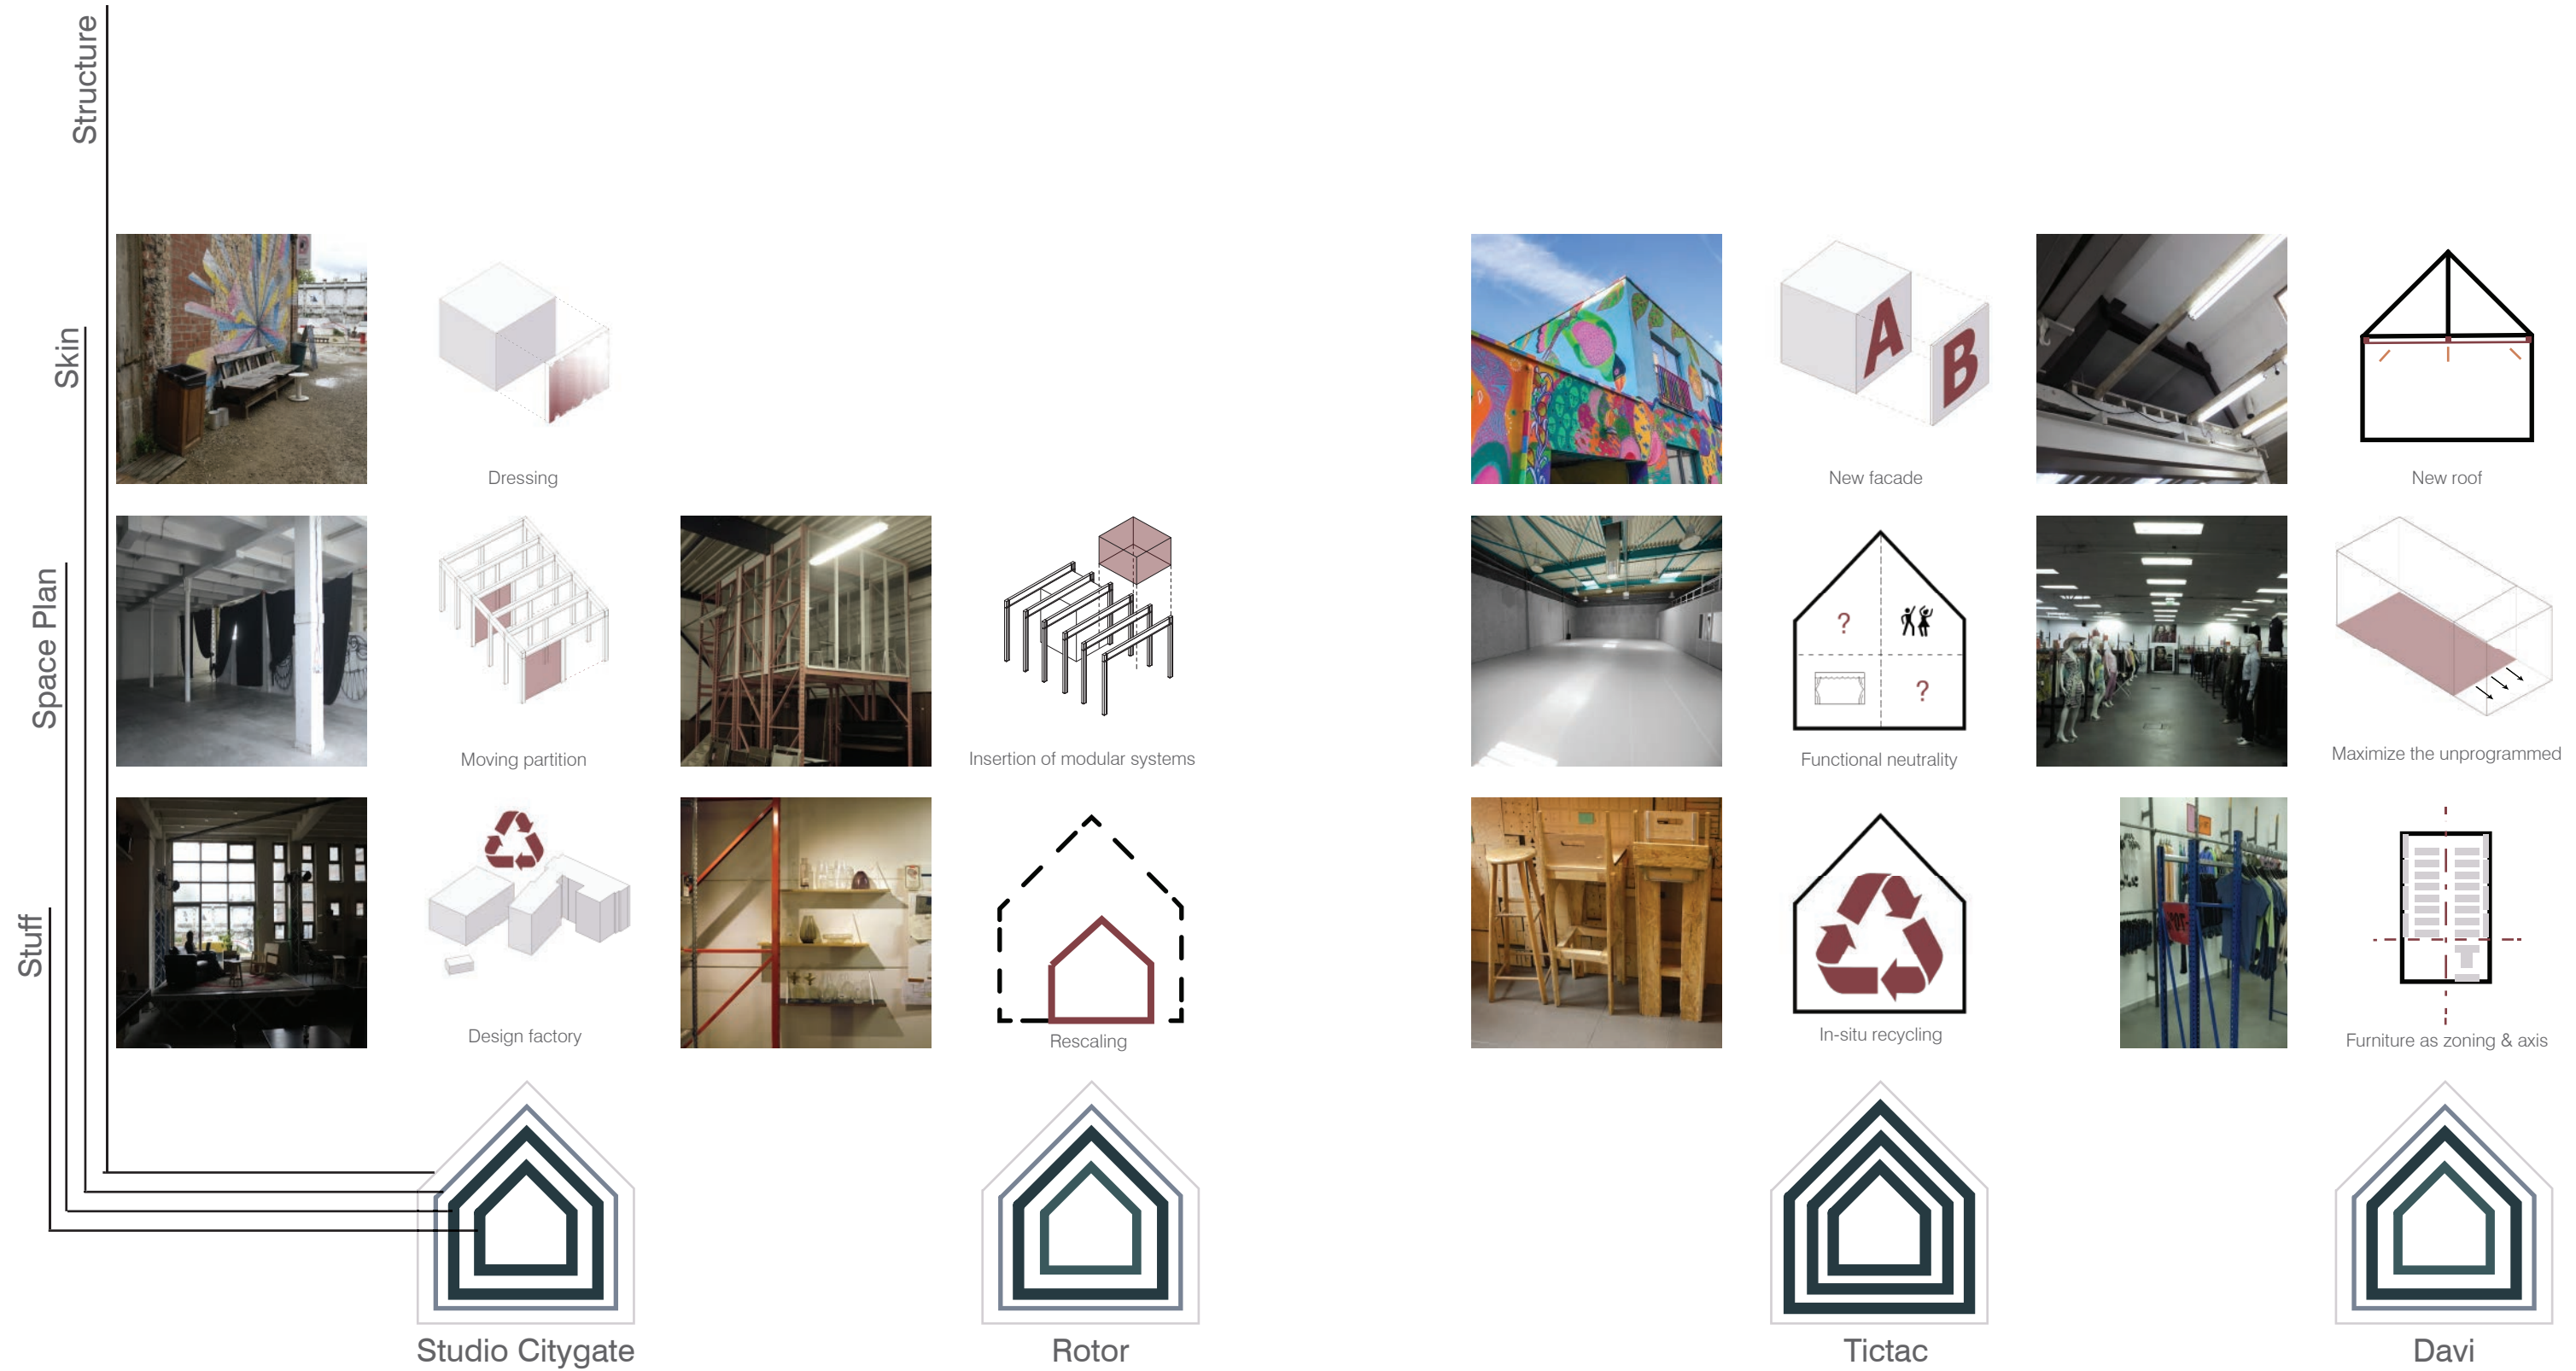 Structure
Skin
A
B
Dressing
New facade
New roof
Space Plan
?
?
Moving partition
Insertion of modular systems
Functional neutrality
Maximize the unprogrammed
Stuff
Design factory
Rescaling
In-situ recycling
Furniture as zoning & axis
Studio Citygate
Rotor
Tictac
Davi